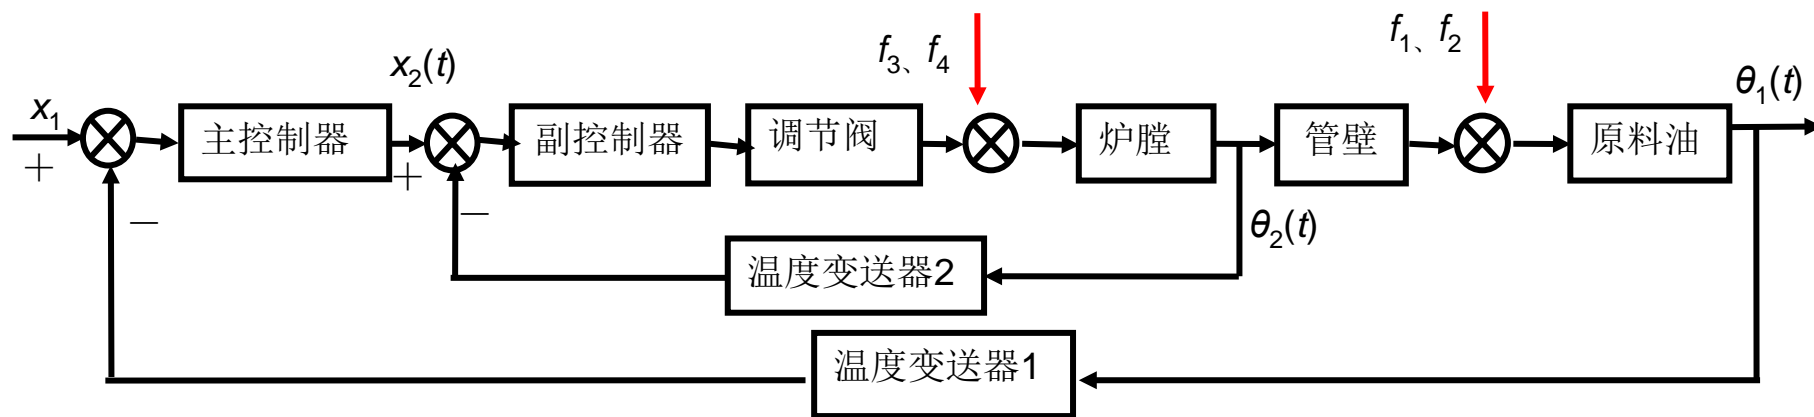 f₃、f₄
f₁、f₂
x₂(t)
θ₁(t)
x₁
主控制器
副控制器
调节阀
炉膛
管壁
原料油
+
+
−
−
θ₂(t)
温度变送器2
温度变送器1